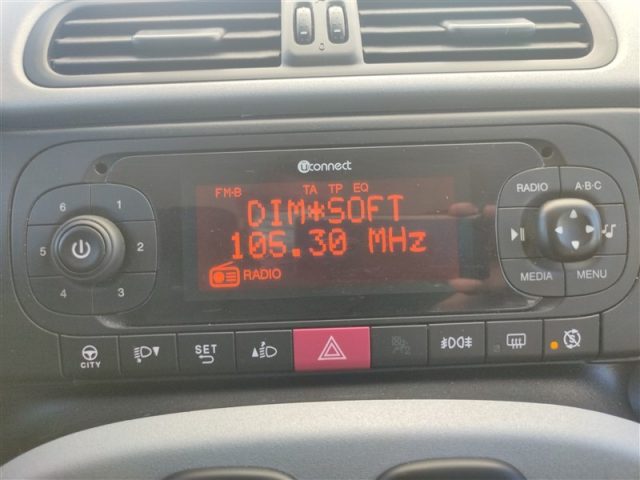 uconnect
FM-B TA TP EQ
DIM*SOFT
105.30 MHz
RADIO
6 1
5 2
4 3
RADIO A·B·C
MEDIA MENU
CITY
SET